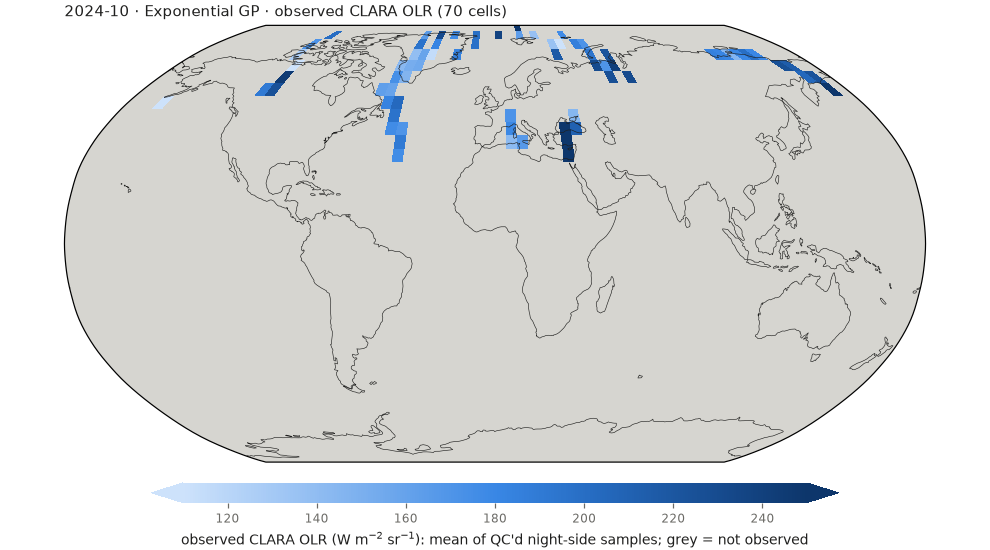 2024-10 · Exponential GP · observed CLARA OLR (70 cells)
120 140 160 180 200 220 240
observed CLARA OLR (W m⁻² sr⁻¹): mean of QC'd night-side samples; grey = not observed